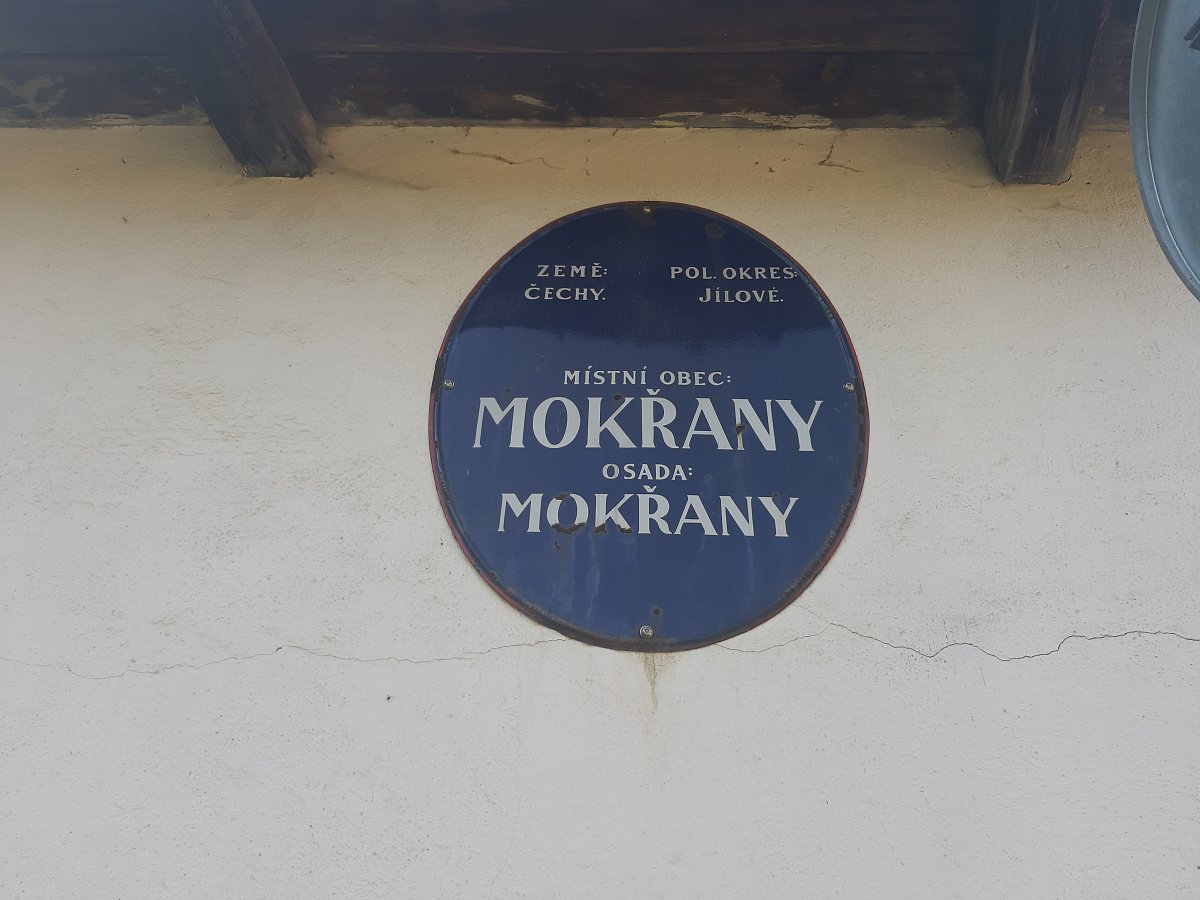 ZEMĚ:
ČECHY.
POL. OKRES:
JÍLOVÉ.
MÍSTNÍ OBEC:
MOKŘANY
OSADA:
MOKŘANY